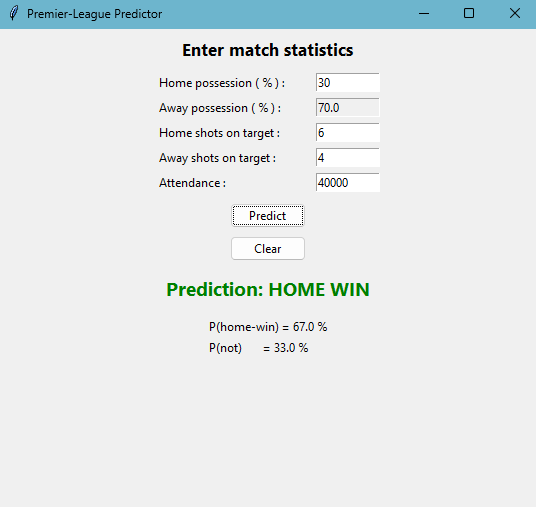 Premier-League Predictor
Enter match statistics
Home possession ( % ) : 30
Away possession ( % ) : 70.0
Home shots on target : 6
Away shots on target : 4
Attendance : 40000
Predict
Clear
Prediction: HOME WIN
P(home-win) = 67.0 %
P(not) = 33.0 %